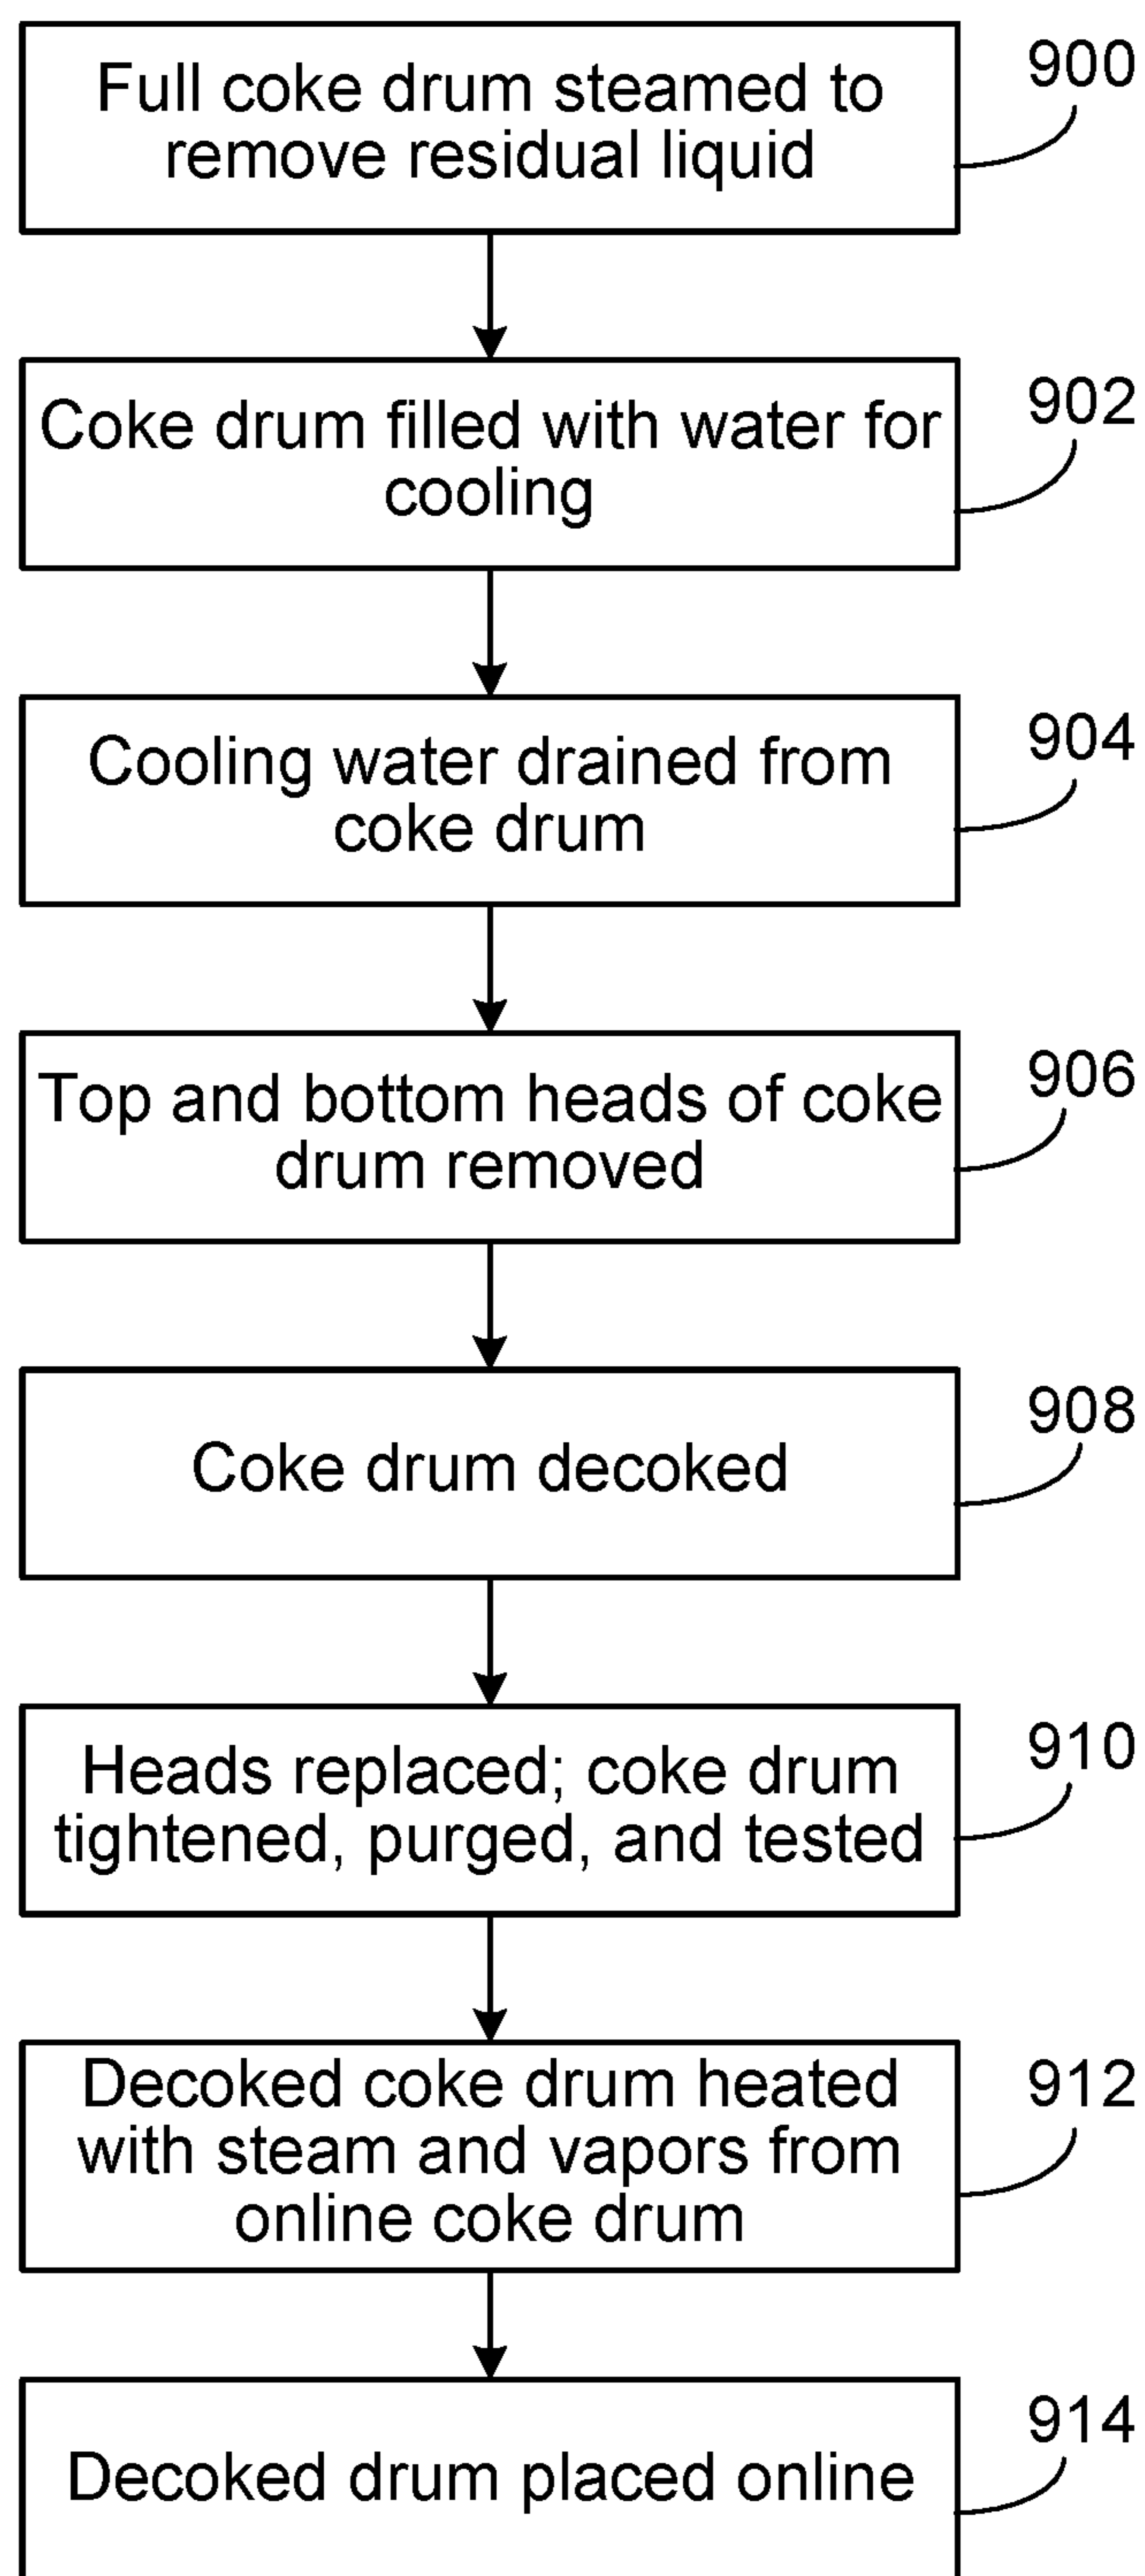 Full coke drum steamed to
remove residual liquid
900
Coke drum filled with water for
cooling
902
Cooling water drained from
coke drum
904
Top and bottom heads of coke
drum removed
906
Coke drum decoked
908
Heads replaced; coke drum
tightened, purged, and tested
910
Decoked coke drum heated
with steam and vapors from
online coke drum
912
Decoked drum placed online
914